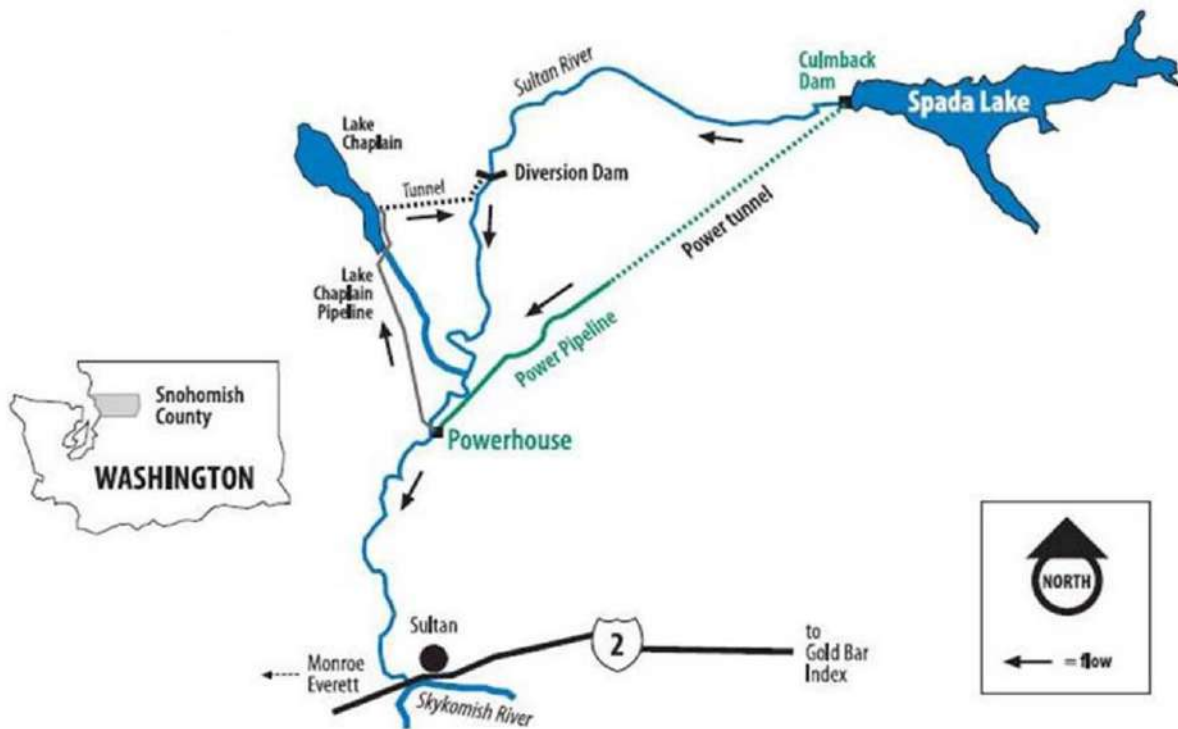 Sultan River
Culmback
Dam
Spada Lake
Lake
Chaplain
Tunnel
Diversion Dam
Power tunnel
Lake
Chaplain
Pipeline
Power Pipeline
Snohomish
County
WASHINGTON
Powerhouse
NORTH
= flow
Sultan
2
to
Gold Bar
Index
Monroe
Everett
Skykomish River